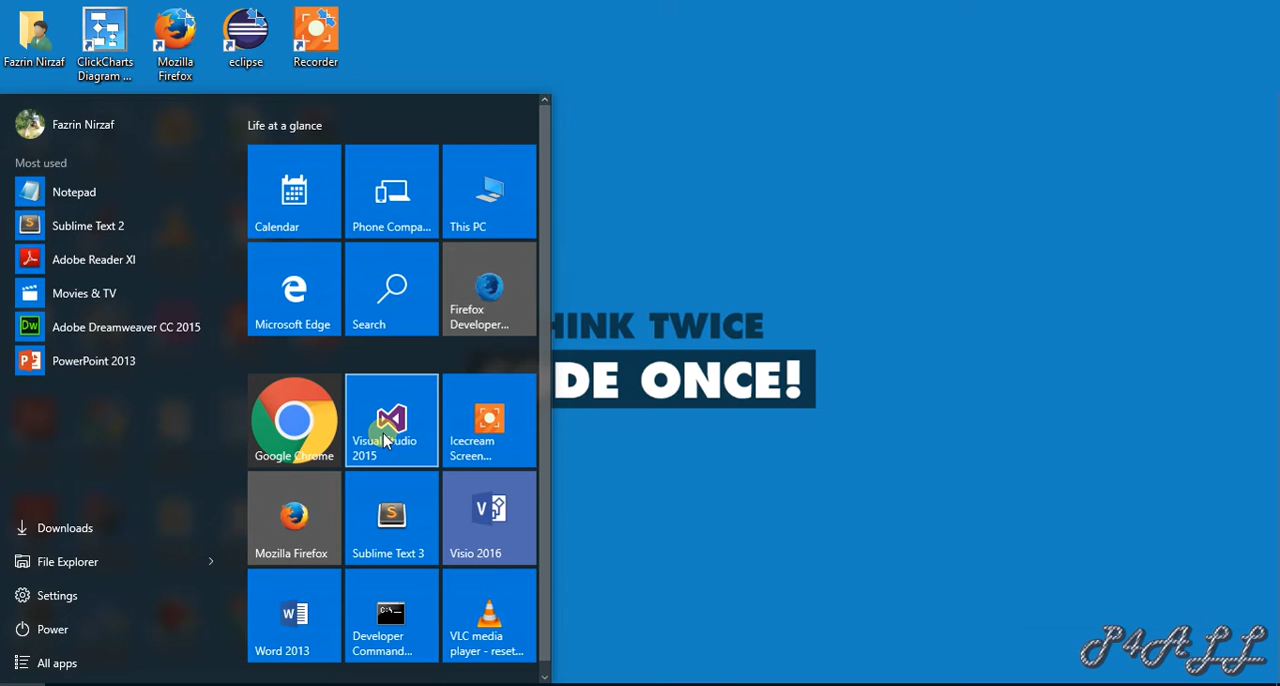 Fazrin Nirzaf
ClickCharts
Diagram ...
Mozilla
Firefox
eclipse
Recorder
Fazrin Nirzaf
Most used
Notepad
Sublime Text 2
Adobe Reader XI
Movies & TV
Adobe Dreamweaver CC 2015
PowerPoint 2013
Downloads
File Explorer
Settings
Power
All apps
Life at a glance
Calendar
Phone Compa...
This PC
Microsoft Edge
Search
Firefox
Developer...
Google Chrome
2015
Icecream
Screen...
Mozilla Firefox
Sublime Text 3
Visio 2016
Word 2013
Developer
Command...
VLC media
player - reset...
HINK TWICE
DE ONCE!
P4ALL